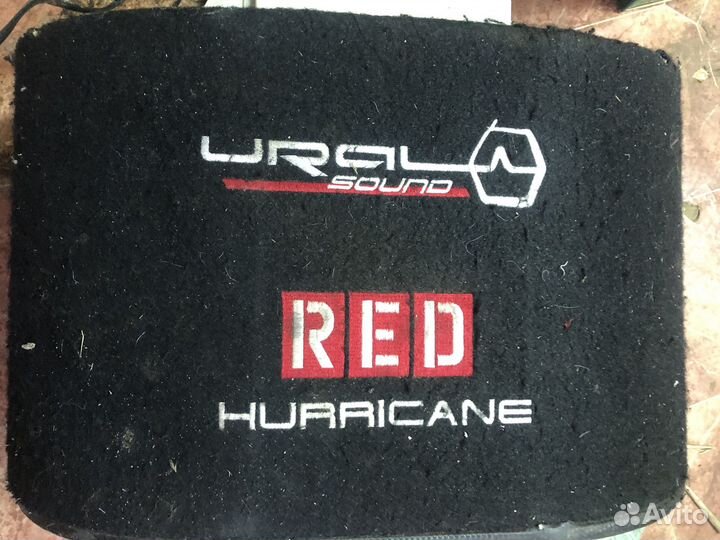 URAL
SOUND
RED
HURRICANE
Avito